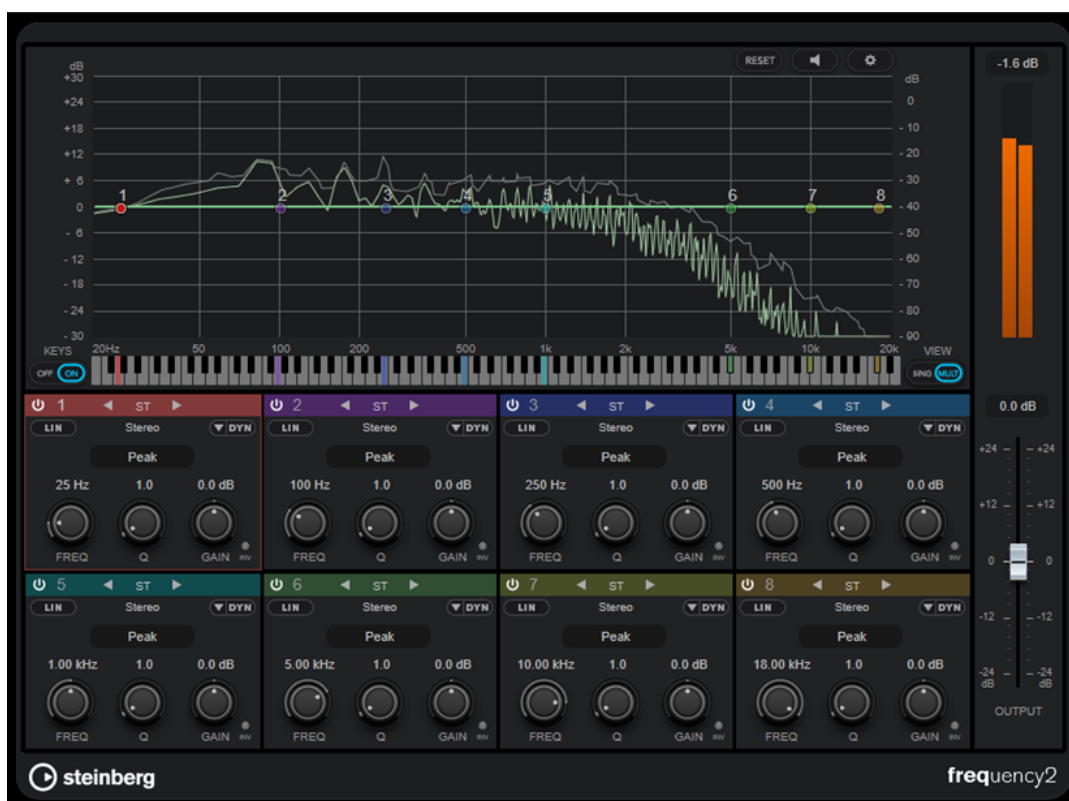 RESET
-1.6 dB
dB
+30
+24
+18
+12
+ 6
0
- 6
- 12
- 18
- 24
- 30
1
2
3
4
5
6
7
8
dB
0
- 10
- 20
- 30
- 40
- 50
- 60
- 70
- 80
- 90
KEYS
OFF ON
20Hz 50 100 200 500 1k 2k 5k 10k 20k
VIEW
SING MULT
1 ST
LIN Stereo DYN
Peak
25 Hz 1.0 0.0 dB
FREQ Q GAIN INV
2 ST
LIN Stereo DYN
Peak
100 Hz 1.0 0.0 dB
FREQ Q GAIN INV
3 ST
LIN Stereo DYN
Peak
250 Hz 1.0 0.0 dB
FREQ Q GAIN INV
4 ST
LIN Stereo DYN
Peak
500 Hz 1.0 0.0 dB
FREQ Q GAIN INV
5 ST
LIN Stereo DYN
Peak
1.00 kHz 1.0 0.0 dB
FREQ Q GAIN INV
6 ST
LIN Stereo DYN
Peak
5.00 kHz 1.0 0.0 dB
FREQ Q GAIN INV
7 ST
LIN Stereo DYN
Peak
10.00 kHz 1.0 0.0 dB
FREQ Q GAIN INV
8 ST
LIN Stereo DYN
Peak
18.00 kHz 1.0 0.0 dB
FREQ Q GAIN INV
0.0 dB
+24 +24
+12 +12
0 0
-12 -12
-24 -24
dB dB
OUTPUT
steinberg
frequency2